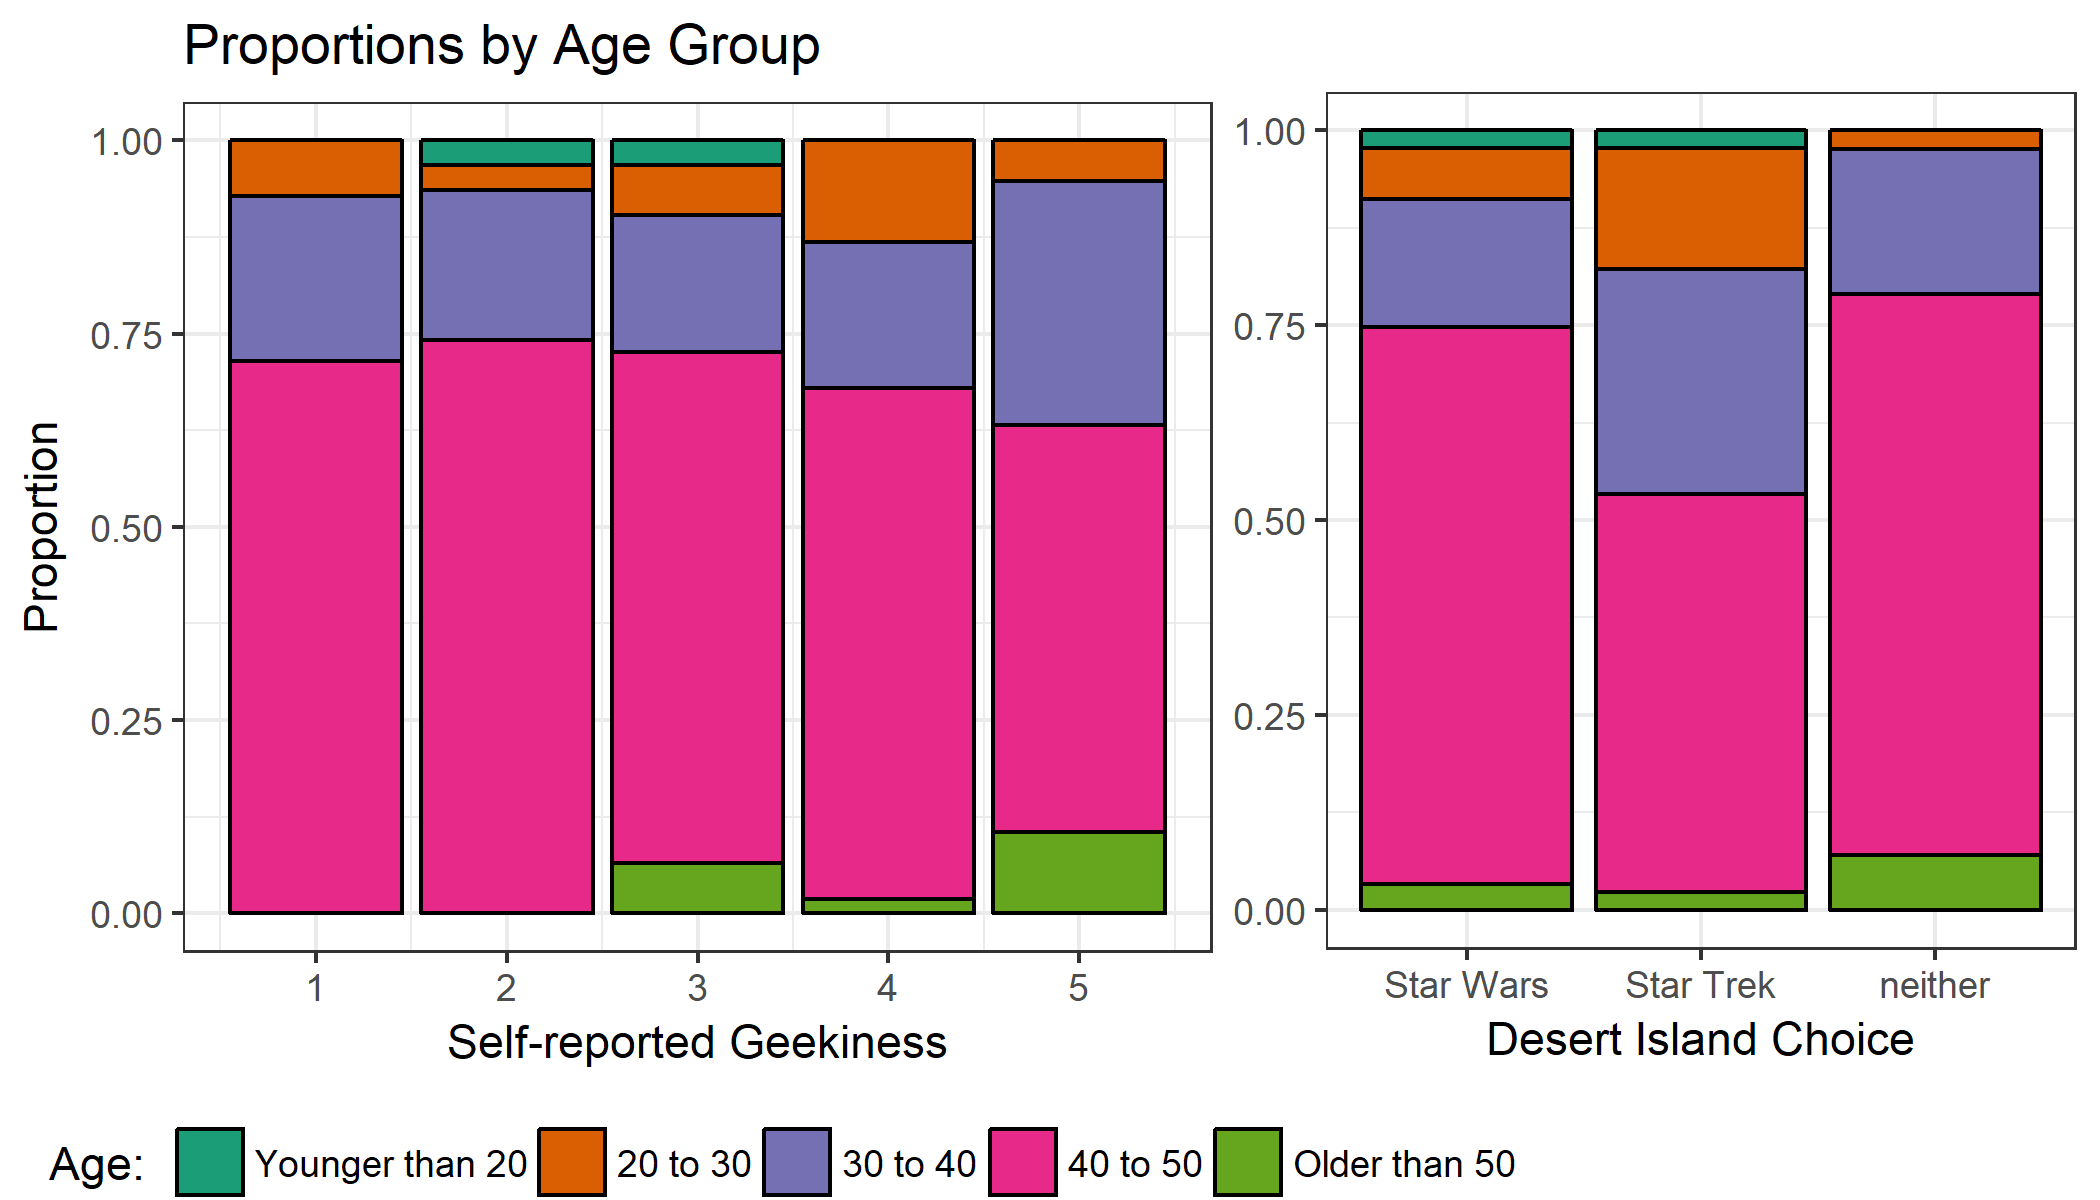 Proportions by Age Group
Proportion
1.00
0.75
0.50
0.25
0.00
1 2 3 4 5
Self-reported Geekiness
1.00
0.75
0.50
0.25
0.00
Star Wars Star Trek neither
Desert Island Choice
Age: Younger than 20 20 to 30 30 to 40 40 to 50 Older than 50